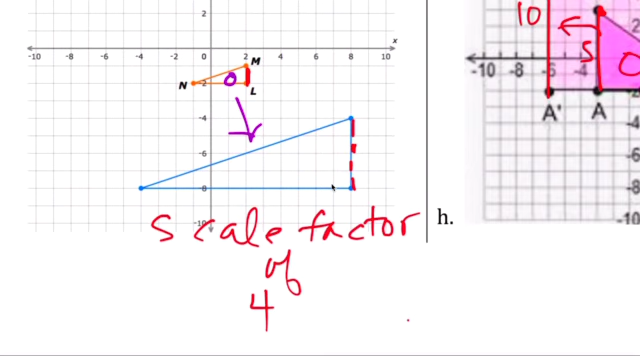 2
x
-10 -8 -4 0 2 4 6 8 10
M
N O
-2 L
-4
-6
-8
-10
scale factor
of
4
10
5
O
2
-10 -8 -6 -4
-2
A' A
-4
-6
-8
-10
h.